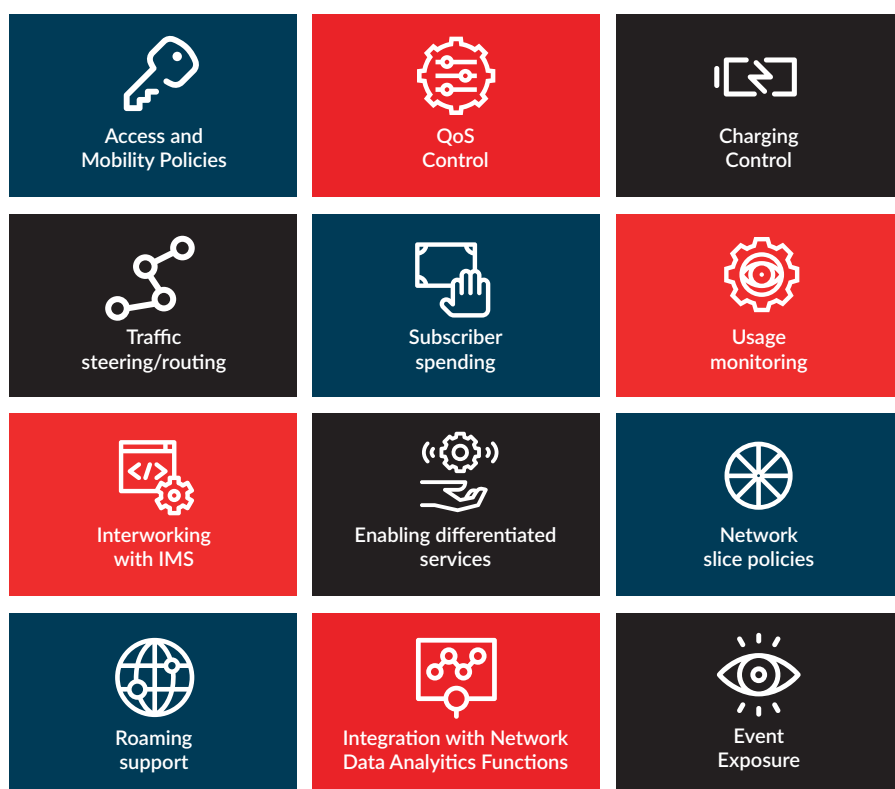 Access and
Mobility Policies
QoS
Control
Charging
Control
Traffic
steering/routing
Subscriber
spending
Usage
monitoring
</>
Interworking
with IMS
Enabling differentiated
services
Network
slice policies
Roaming
support
Integration with Network
Data Analyitics Functions
Event
Exposure